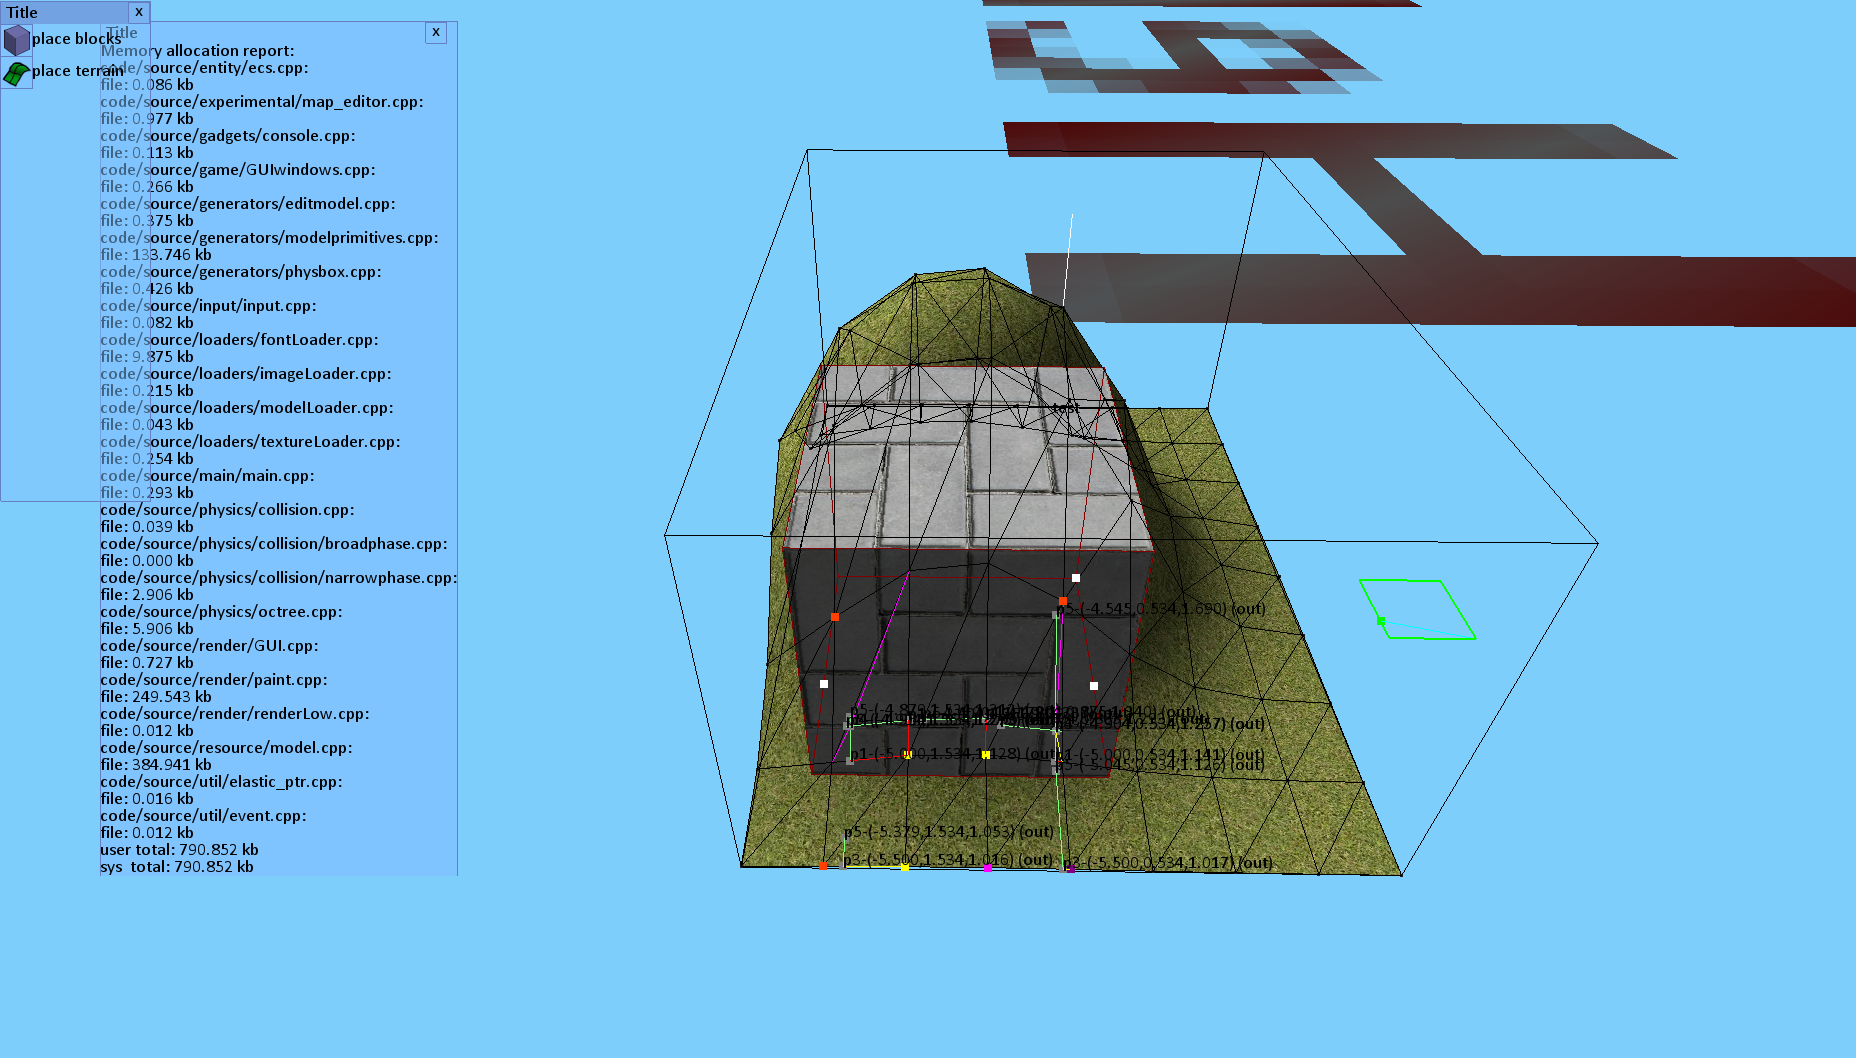 Title x
place blocks
place terrain
Title x
Memory allocation report:
code/source/entity/ecs.cpp:
file: 0.086 kb
code/source/experimental/map_editor.cpp:
file: 0.977 kb
code/source/gadgets/console.cpp:
file: 0.113 kb
code/source/game/GUIwindows.cpp:
file: 0.266 kb
code/source/generators/editmodel.cpp:
file: 0.375 kb
code/source/generators/modelprimitives.cpp:
file: 133.746 kb
code/source/generators/physbox.cpp:
file: 0.426 kb
code/source/input/input.cpp:
file: 0.082 kb
code/source/loaders/fontLoader.cpp:
file: 9.875 kb
code/source/loaders/imageLoader.cpp:
file: 0.215 kb
code/source/loaders/modelLoader.cpp:
file: 0.043 kb
code/source/loaders/textureLoader.cpp:
file: 0.254 kb
code/source/main/main.cpp:
file: 0.293 kb
code/source/physics/collision.cpp:
file: 0.039 kb
code/source/physics/collision/broadphase.cpp:
file: 0.000 kb
code/source/physics/collision/narrowphase.cpp:
file: 2.906 kb
code/source/physics/octree.cpp:
file: 5.906 kb
code/source/render/GUI.cpp:
file: 0.727 kb
code/source/render/paint.cpp:
file: 249.543 kb
code/source/render/renderLow.cpp:
file: 0.012 kb
code/source/resource/model.cpp:
file: 384.941 kb
code/source/util/elastic_ptr.cpp:
file: 0.016 kb
code/source/util/event.cpp:
file: 0.012 kb
user total: 790.852 kb
sys total: 790.852 kb
test
p5-(-4.545,0.534,1.690) (out)
p1-(-5.000,1.534,1.128) (out)
p1-(-5.000,0.534,1.141) (out)
p5-(-5.045,0.534,1.126) (out)
p5-(-5.379,1.534,1.053) (out)
p3-(-5.500,1.534,1.016) (out)
p3-(-5.500,0.534,1.017) (out)